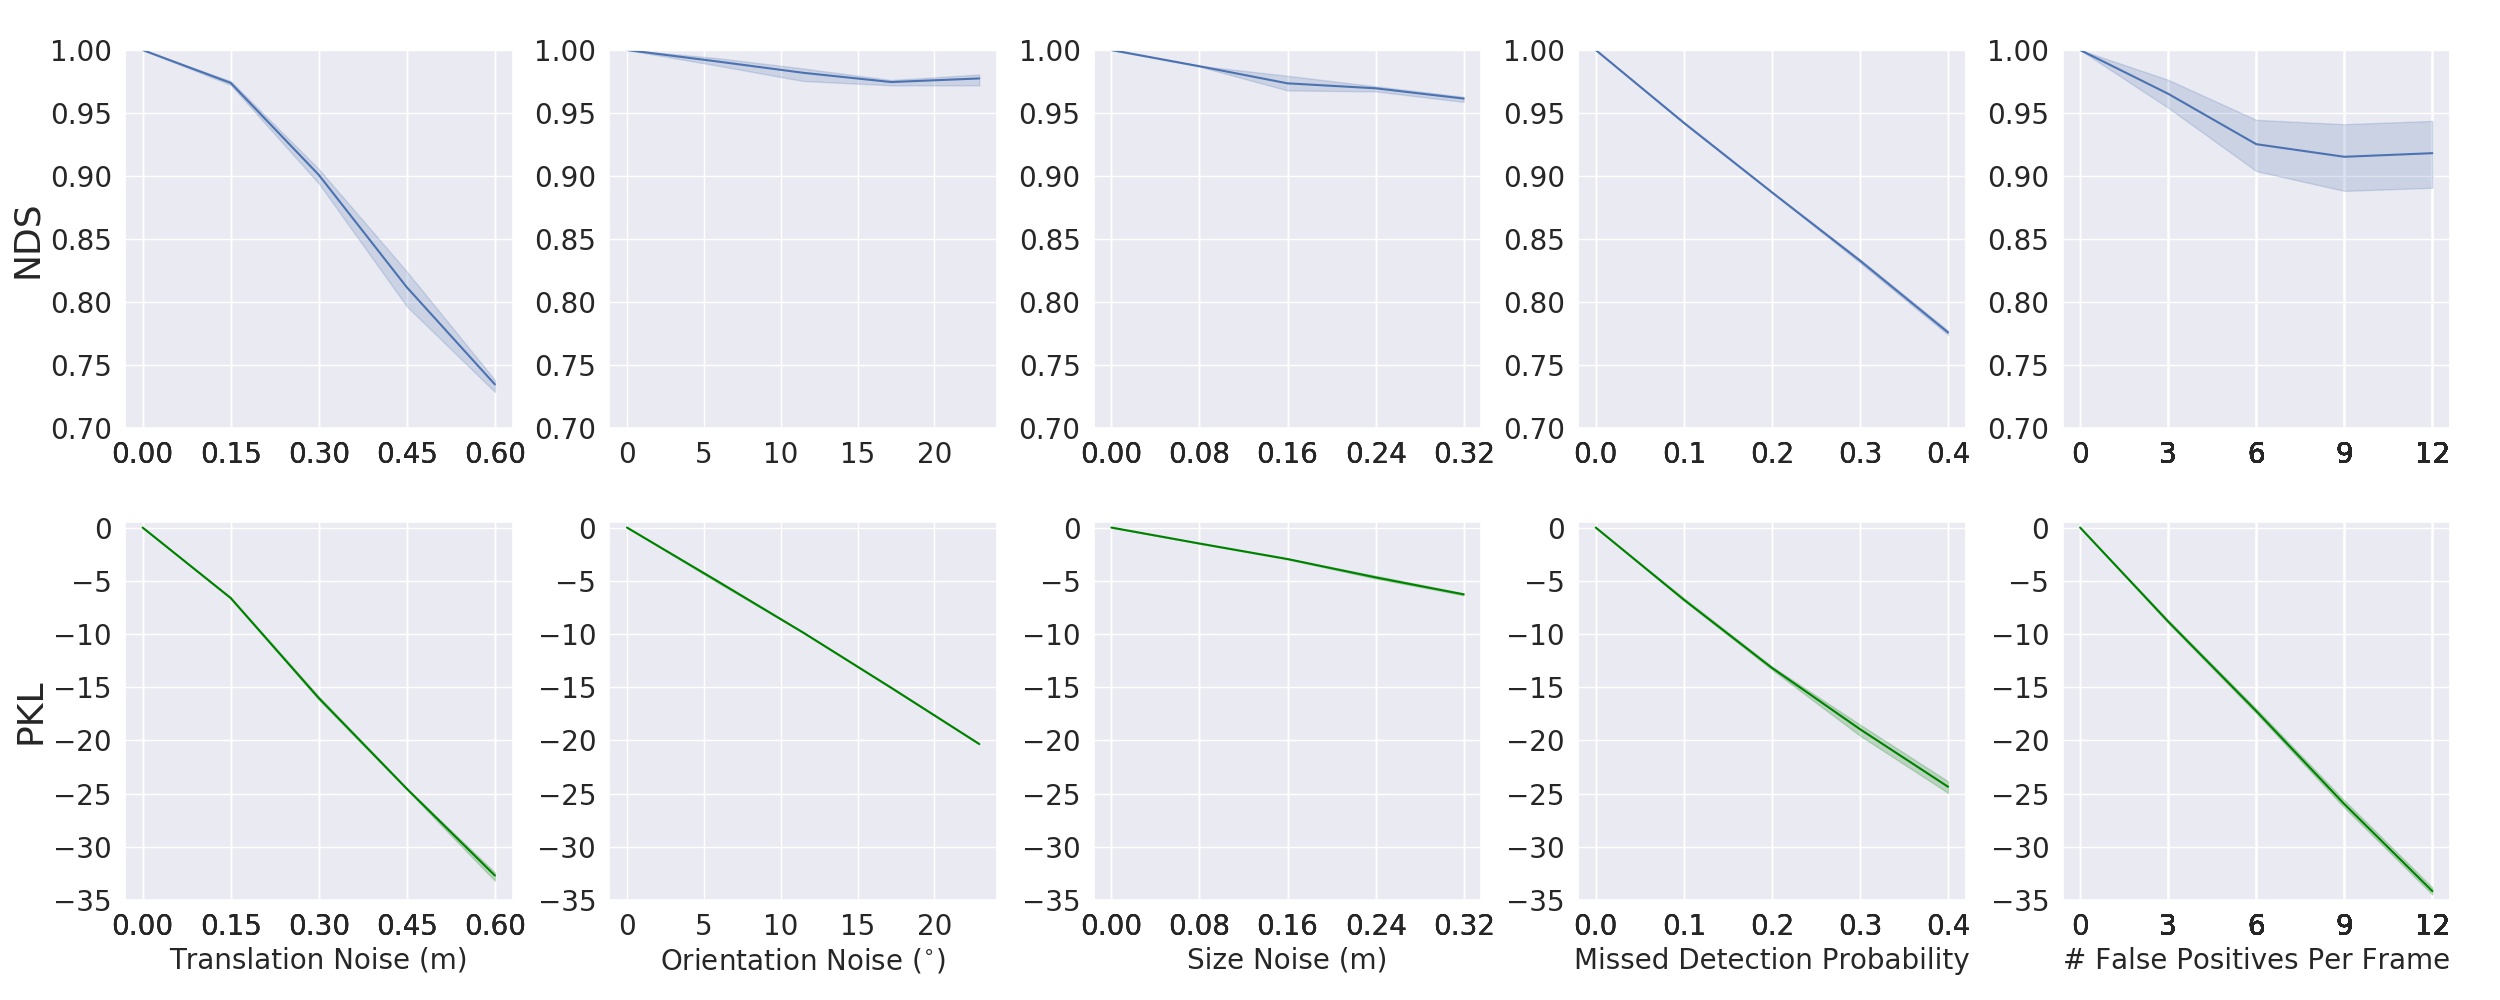 NDS
1.00 1.00 1.00 1.00 1.00
0.95 0.95 0.95 0.95 0.95
0.90 0.90 0.90 0.90 0.90
0.85 0.85 0.85 0.85 0.85
0.80 0.80 0.80 0.80 0.80
0.75 0.75 0.75 0.75 0.75
0.70 0.70 0.70 0.70 0.70
0.00 0.15 0.30 0.45 0.60 0 5 10 15 20 0.00 0.08 0.16 0.24 0.32 0.0 0.1 0.2 0.3 0.4 0 3 6 9 12
PKL
0 0 0 0 0
−5 −5 −5 −5 −5
−10 −10 −10 −10 −10
−15 −15 −15 −15 −15
−20 −20 −20 −20 −20
−25 −25 −25 −25 −25
−30 −30 −30 −30 −30
−35 −35 −35 −35 −35
0.00 0.15 0.30 0.45 0.60 0 5 10 15 20 0.00 0.08 0.16 0.24 0.32 0.0 0.1 0.2 0.3 0.4 0 3 6 9 12
Translation Noise (m) Orientation Noise (°) Size Noise (m) Missed Detection Probability # False Positives Per Frame